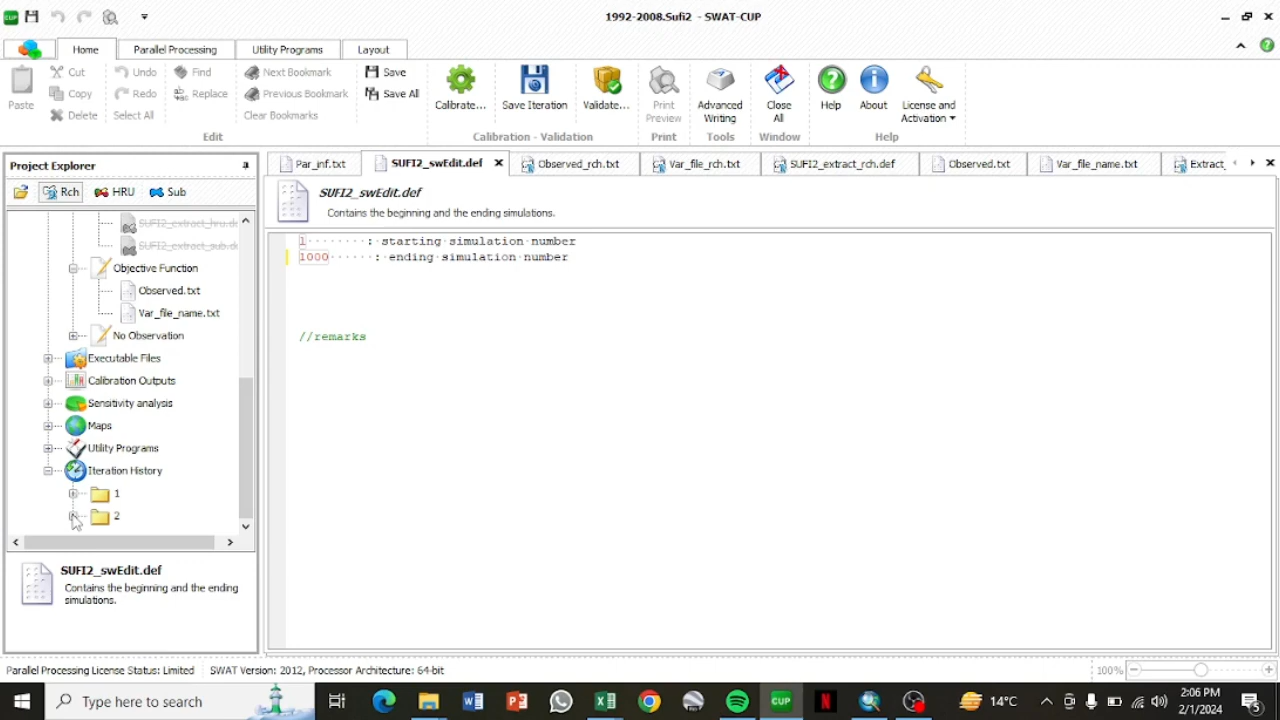 CUP
1992-2008.Sufi2 - SWAT-CUP
Home
Parallel Processing
Utility Programs
Layout
Paste
Cut
Copy
Delete
Undo
Redo
Select All
Find
Replace
Edit
Next Bookmark
Previous Bookmark
Clear Bookmarks
Save
Save All
Calibrate...
Save Iteration
Validate...
Calibration - Validation
Print Preview
Print
Advanced Writing
Tools
Close All
Window
Help
About
License and Activation
Help
Project Explorer
Rch
HRU
Sub
SUFI2_extract_hru.d
SUFI2_extract_sub.d
Objective Function
Observed.txt
Var_file_name.txt
No Observation
Executable Files
Calibration Outputs
Sensitivity analysis
Maps
Utility Programs
Iteration History
1
2
SUFI2_swEdit.def
Contains the beginning and the ending
simulations.
Par_inf.txt
SUFI2_swEdit.def
Observed_rch.txt
Var_file_rch.txt
SUFI2_extract_rch.def
Observed.txt
Var_file_name.txt
Extract_
SUFI2_swEdit.def
Contains the beginning and the ending simulations.
1········: starting·simulation·number
1000······: ending·simulation·number
//remarks
Parallel Processing License Status: Limited
SWAT Version: 2012, Processor Architecture: 64-bit
100%
Type here to search
CUP
14°C
2:06 PM
2/1/2024
5